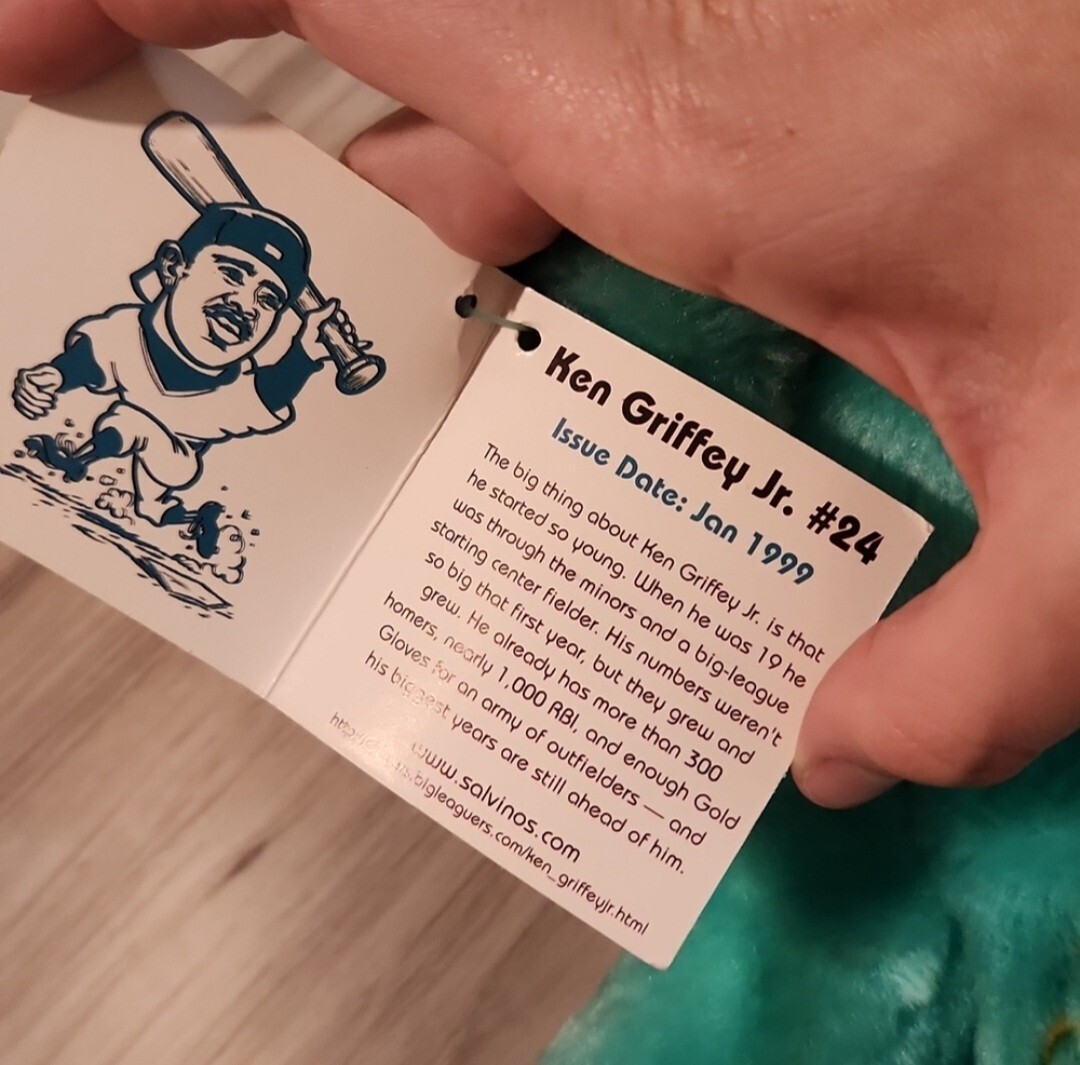 Ken Griffey Jr. #24
Issue Date: Jan 1999
The big thing about Ken Griffey Jr. is that
he started so young. When he was 19 he
was through the minors and a big-league
starting center fielder. His numbers weren't
so big that first year, but they grew and
grew. He already has more than 300
homers, nearly 1,000 RBI, and enough Gold
Gloves for an army of outfielders — and
his biggest years are still ahead of him.
www.salvinos.com
bigleaguers.com/ken_griffeyjr.html